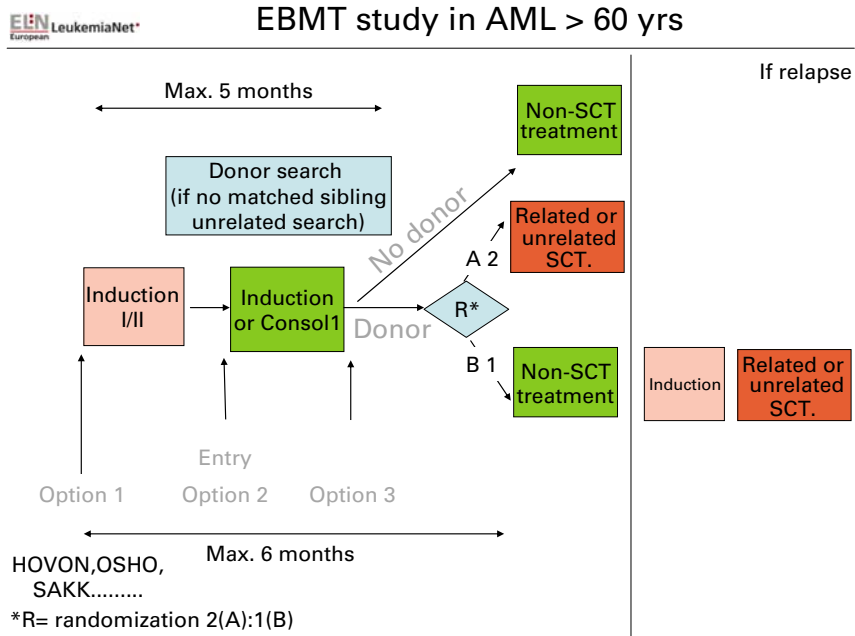 ELN LeukemiaNet
European
EBMT study in AML > 60 yrs
If relapse
Max. 5 months
Non-SCT
treatment
Donor search
(if no matched sibling
unrelated search)
No donor
Related or
unrelated
SCT.
A 2
Induction
I/II
Induction
or Consol1
Donor
R*
B 1
Non-SCT
treatment
Induction
Related or
unrelated
SCT.
Entry
Option 1
Option 2
Option 3
Max. 6 months
HOVON,OSHO,
SAKK.........
*R= randomization 2(A):1(B)